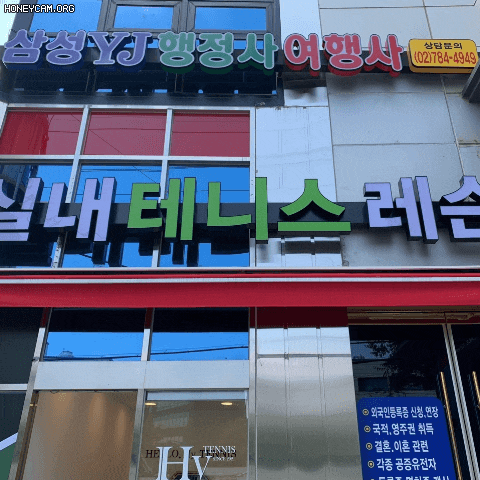 HONEYCAM.ORG
삼성YJ 행정사 여행사
상담문의
(02)784-4949
실내 테니스 레슨
외국인등록증 신청, 연장
국적, 영주권 취득
결혼, 이혼 관련
각종 공증유전자
HELLO,
TENNIS
Hy